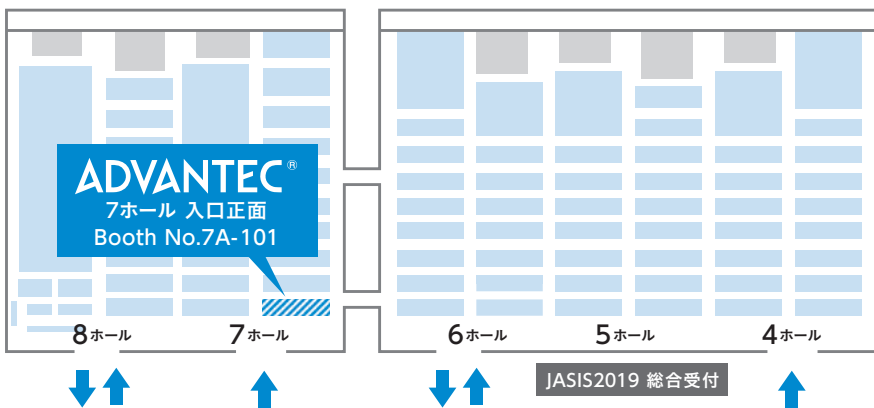 ADVANTEC®
7ホール 入口正面
Booth No.7A-101
8ホール
7ホール
6ホール
5ホール
4ホール
JASIS2019 総合受付